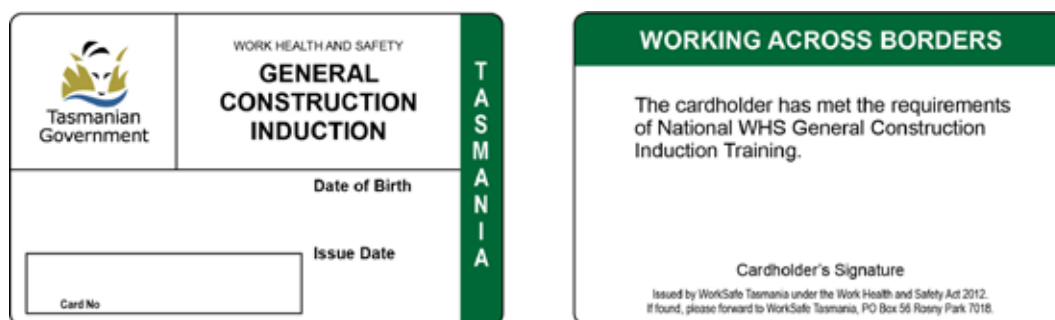 Tasmanian
Government
WORK HEALTH AND SAFETY
GENERAL
CONSTRUCTION
INDUCTION
TASMANIA
Date of Birth
Issue Date
Card No
WORKING ACROSS BORDERS
The cardholder has met the requirements
of National WHS General Construction
Induction Training.
Cardholder's Signature
Issued by WorkSafe Tasmania under the Work Health and Safety Act 2012.
If found, please forward to WorkSafe Tasmania, PO Box 56 Rosny Park 7018.